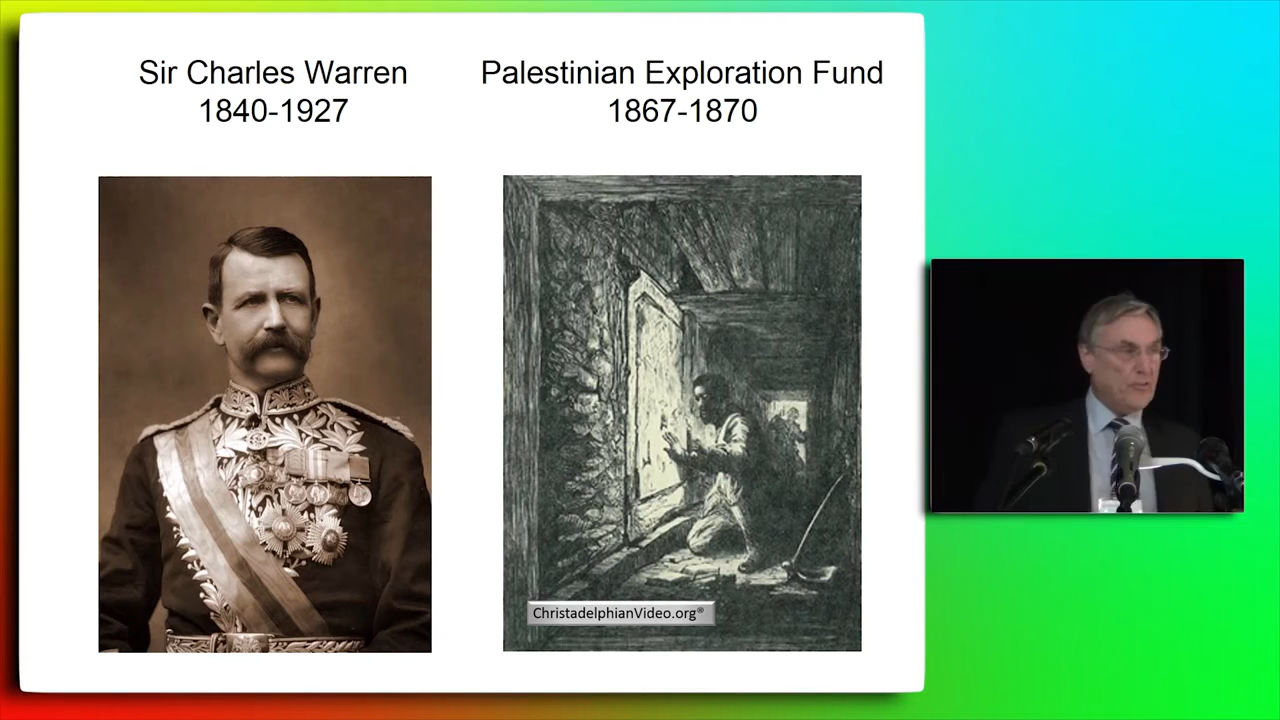 Sir Charles Warren
1840-1927
Palestinian Exploration Fund
1867-1870
ChristadelphianVideo.org®